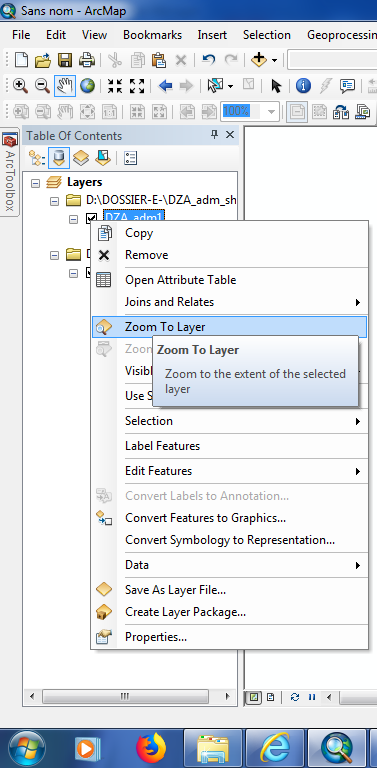 Sans nom - ArcMap
File Edit View Bookmarks Insert Selection Geoprocessing
100%
Table Of Contents
ArcToolbox
Layers
D:\DOSSIER-E-\DZA_adm_sh
DZA_adm1
Copy
Remove
Open Attribute Table
Joins and Relates
Zoom To Layer
Zoom
Zoom To Layer
Visibl
Zoom to the extent of the selected
layer
Use S
Selection
Label Features
Edit Features
Convert Labels to Annotation...
Convert Features to Graphics...
Convert Symbology to Representation...
Data
Save As Layer File...
Create Layer Package...
Properties...